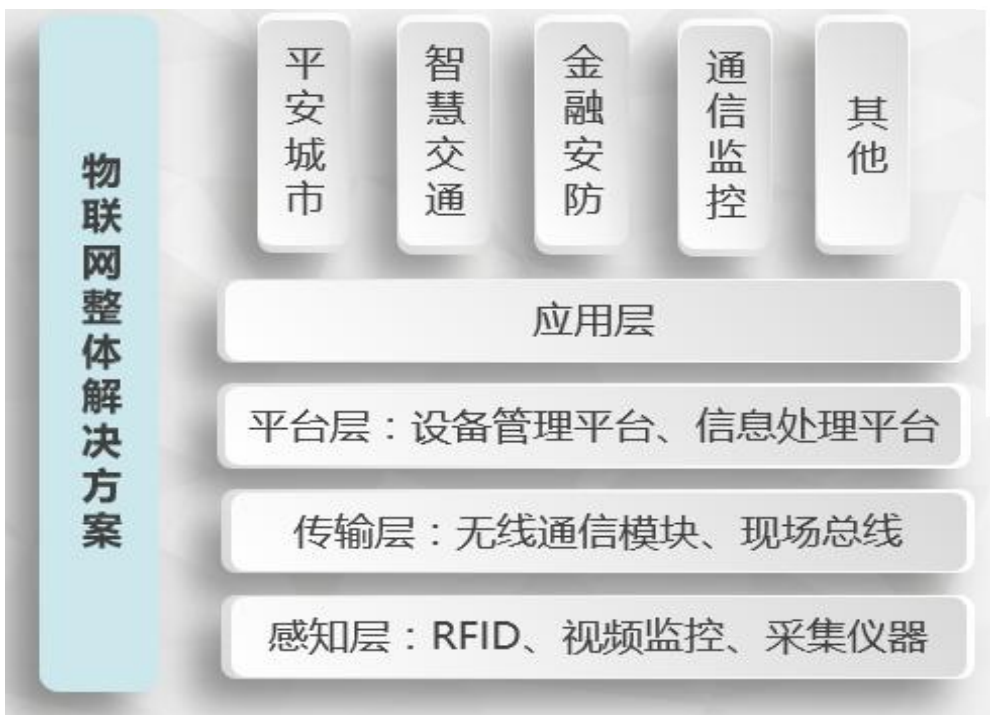 物联网整体解决方案
平安城市
智慧交通
金融安防
通信监控
其他
应用层
平台层：设备管理平台、信息处理平台
传输层：无线通信模块、现场总线
感知层：RFID、视频监控、采集仪器